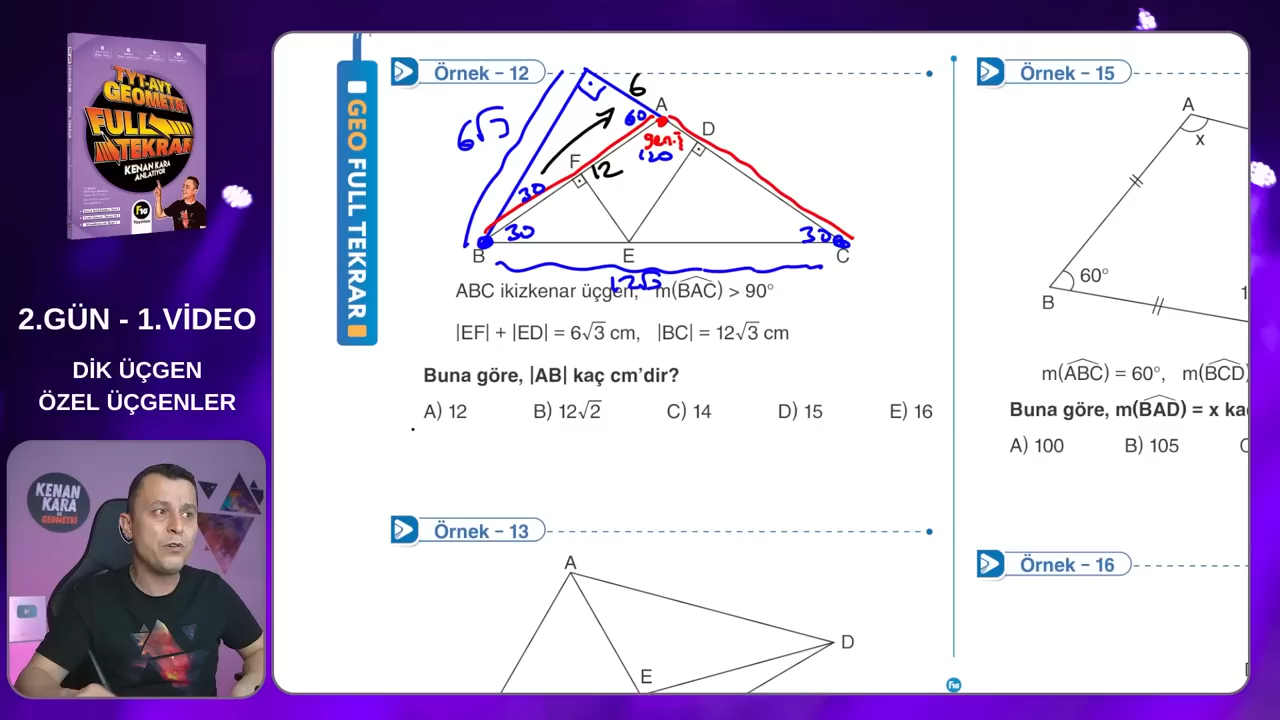 TYT-AYT
GEOMETRİ
FULL
TEKRAR
KENAN KARA
ANLATIYOR
2.GÜN - 1.VİDEO
DİK ÜÇGEN
ÖZEL ÜÇGENLER
KENAN
KARA
GEOMETRİ
GEO FULL TEKRAR
Örnek – 12
6√3
6
A
60
gen.
120
D
F
12
30
30
30
B
E
C
12√3
ABC ikizkenar üçgen, m(BAC) > 90°
|EF| + |ED| = 6√3 cm, |BC| = 12√3 cm
Buna göre, |AB| kaç cm'dir?
A) 12 B) 12√2 C) 14 D) 15 E) 16
Örnek – 13
A
D
E
Örnek – 15
A
x
60°
B
1
m(ABC) = 60°, m(BCD)
Buna göre, m(BAD) = x ka
A) 100 B) 105 C
Örnek – 16
F10